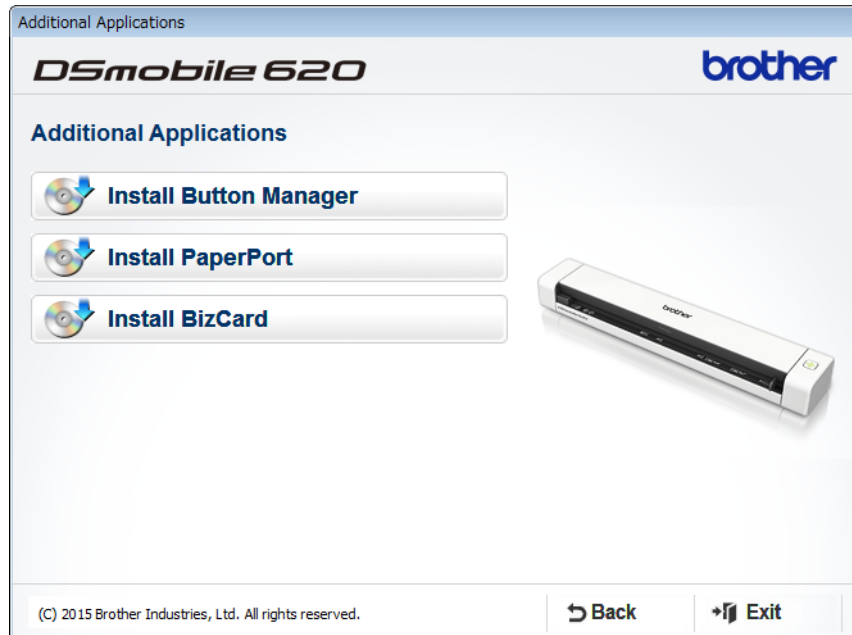 Additional Applications
DSmobile 620
brother
Additional Applications
Install Button Manager
Install PaperPort
Install BizCard
brother
(C) 2015 Brother Industries, Ltd. All rights reserved.
Back
Exit